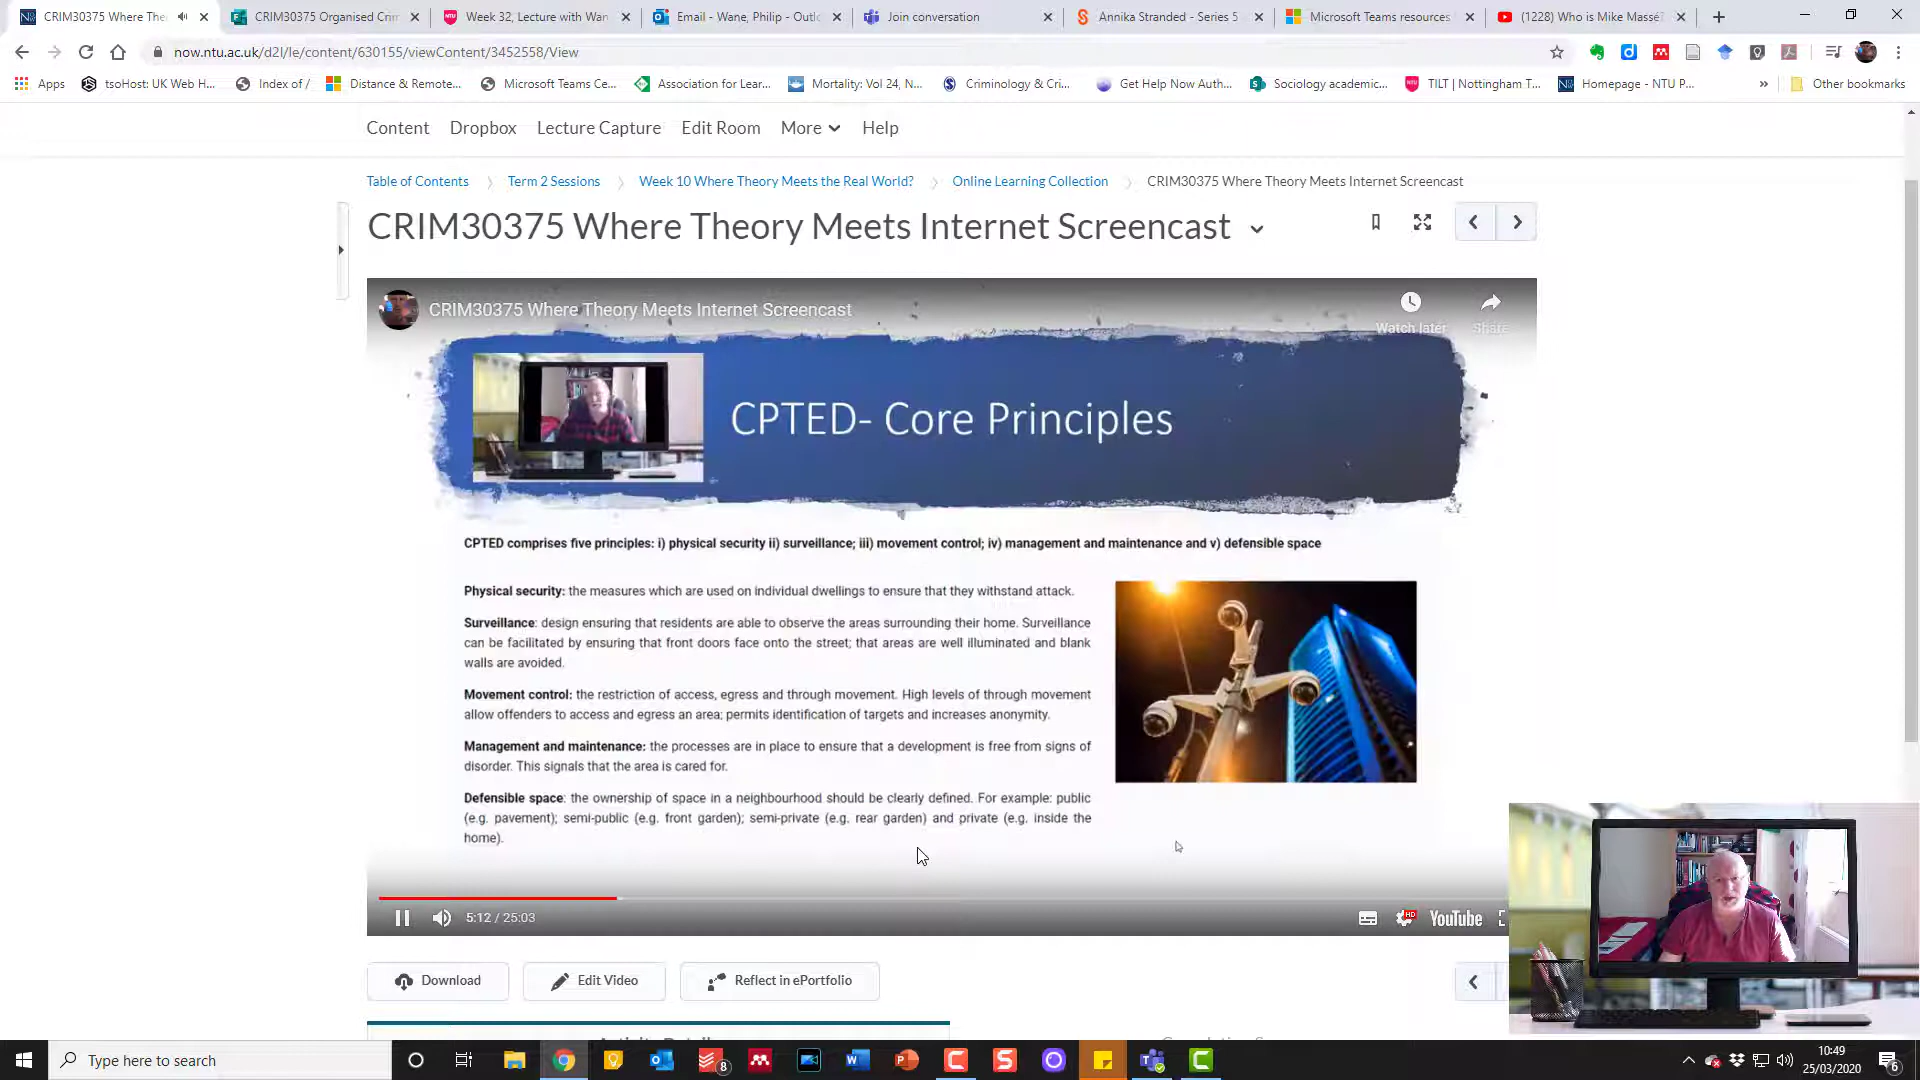 CRIM30375 Where The
CRIM30375 Organised Crim
Week 32, Lecture with Wan
Email - Wane, Philip - Outlo
Join conversation
Annika Stranded - Series 5
Microsoft Teams resources
(1228) Who is Mike Massé
now.ntu.ac.uk/d2l/le/content/630155/viewContent/3452558/View
Apps tsoHost: UK Web H... Index of / Distance & Remote... Microsoft Teams Ce... Association for Lear... Mortality: Vol 24, N... Criminology & Cri... Get Help Now Auth... Sociology academic... TILT | Nottingham T... Homepage - NTU P... » Other bookmarks
Content Dropbox Lecture Capture Edit Room More Help
Table of Contents Term 2 Sessions Week 10 Where Theory Meets the Real World? Online Learning Collection CRIM30375 Where Theory Meets Internet Screencast
CRIM30375 Where Theory Meets Internet Screencast
CRIM30375 Where Theory Meets Internet Screencast
Watch later Share
CPTED- Core Principles
CPTED comprises five principles: i) physical security ii) surveillance; iii) movement control; iv) management and maintenance and v) defensible space
Physical security: the measures which are used on individual dwellings to ensure that they withstand attack.
Surveillance: design ensuring that residents are able to observe the areas surrounding their home. Surveillance
can be facilitated by ensuring that front doors face onto the street; that areas are well illuminated and blank
walls are avoided.
Movement control: the restriction of access, egress and through movement. High levels of through movement
allow offenders to access and egress an area; permits identification of targets and increases anonymity.
Management and maintenance: the processes are in place to ensure that a development is free from signs of
disorder. This signals that the area is cared for.
Defensible space: the ownership of space in a neighbourhood should be clearly defined. For example: public
(e.g. pavement); semi-public (e.g. front garden); semi-private (e.g. rear garden) and private (e.g. inside the
home).
5:12 / 25:03
HD
YouTube
Download Edit Video Reflect in ePortfolio
Type here to search
8
10:49
25/03/2020
6